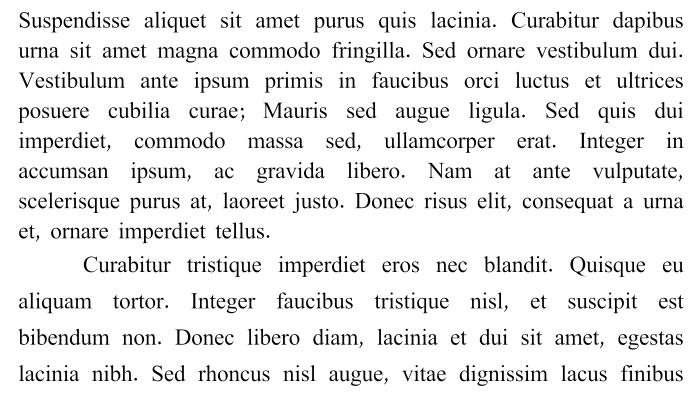 Suspendisse aliquet sit amet purus quis lacinia. Curabitur dapibus
urna sit amet magna commodo fringilla. Sed ornare vestibulum dui.
Vestibulum ante ipsum primis in faucibus orci luctus et ultrices
posuere cubilia curae; Mauris sed augue ligula. Sed quis dui
imperdiet, commodo massa sed, ullamcorper erat. Integer in
accumsan ipsum, ac gravida libero. Nam at ante vulputate,
scelerisque purus at, laoreet justo. Donec risus elit, consequat a urna
et, ornare imperdiet tellus.
Curabitur tristique imperdiet eros nec blandit. Quisque eu
aliquam tortor. Integer faucibus tristique nisl, et suscipit est
bibendum non. Donec libero diam, lacinia et dui sit amet, egestas
lacinia nibh. Sed rhoncus nisl augue, vitae dignissim lacus finibus